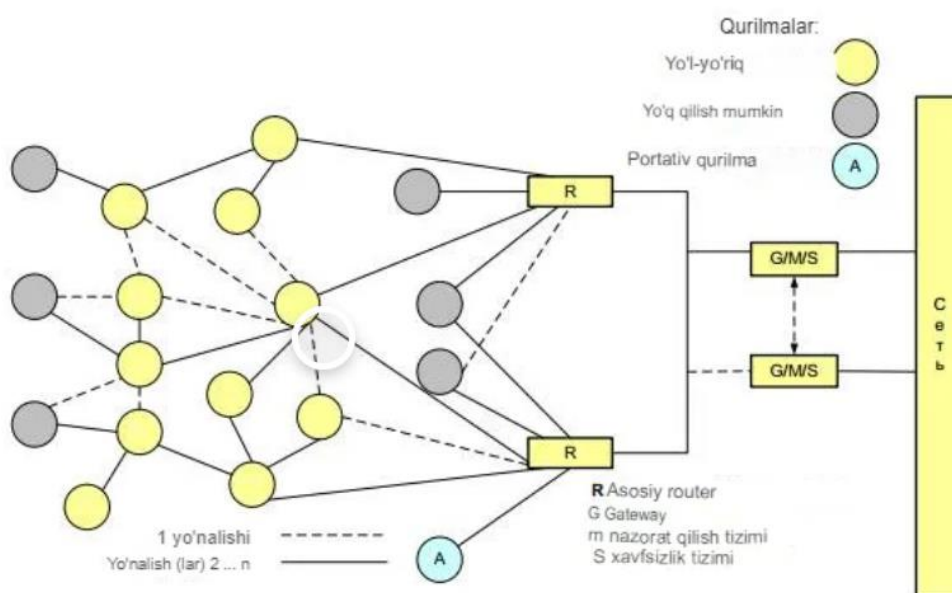 Qurilmalar:
Yo'l-yo'riq
Yo'q qilish mumkin
Portativ qurilma
A
R
G/M/S
G/M/S
Сеть
R
R Asosiy router
G Gateway
m nazorat qilish tizimi
S xavfsizlik tizimi
1 yo'nalishi
Yo'nalish (lar) 2 ... n
A